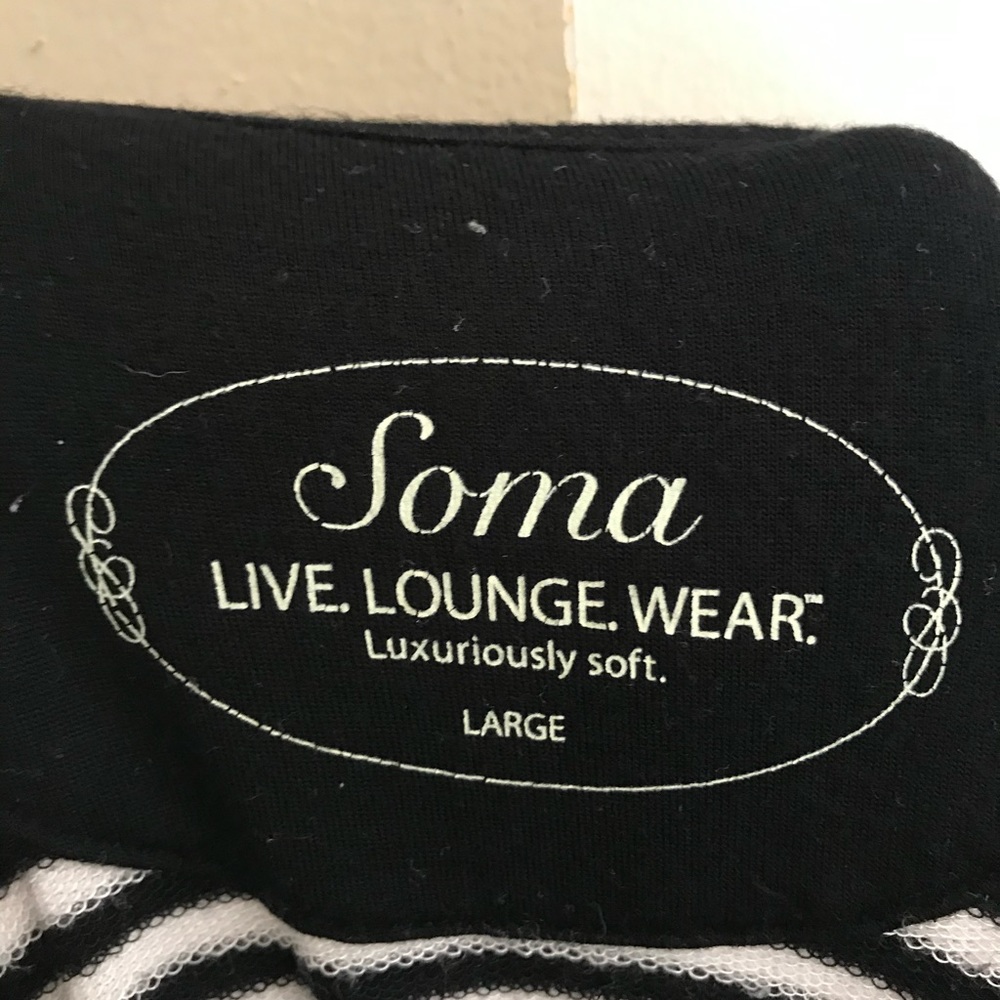 Soma
LIVE. LOUNGE. WEAR.™
Luxuriously soft.
LARGE